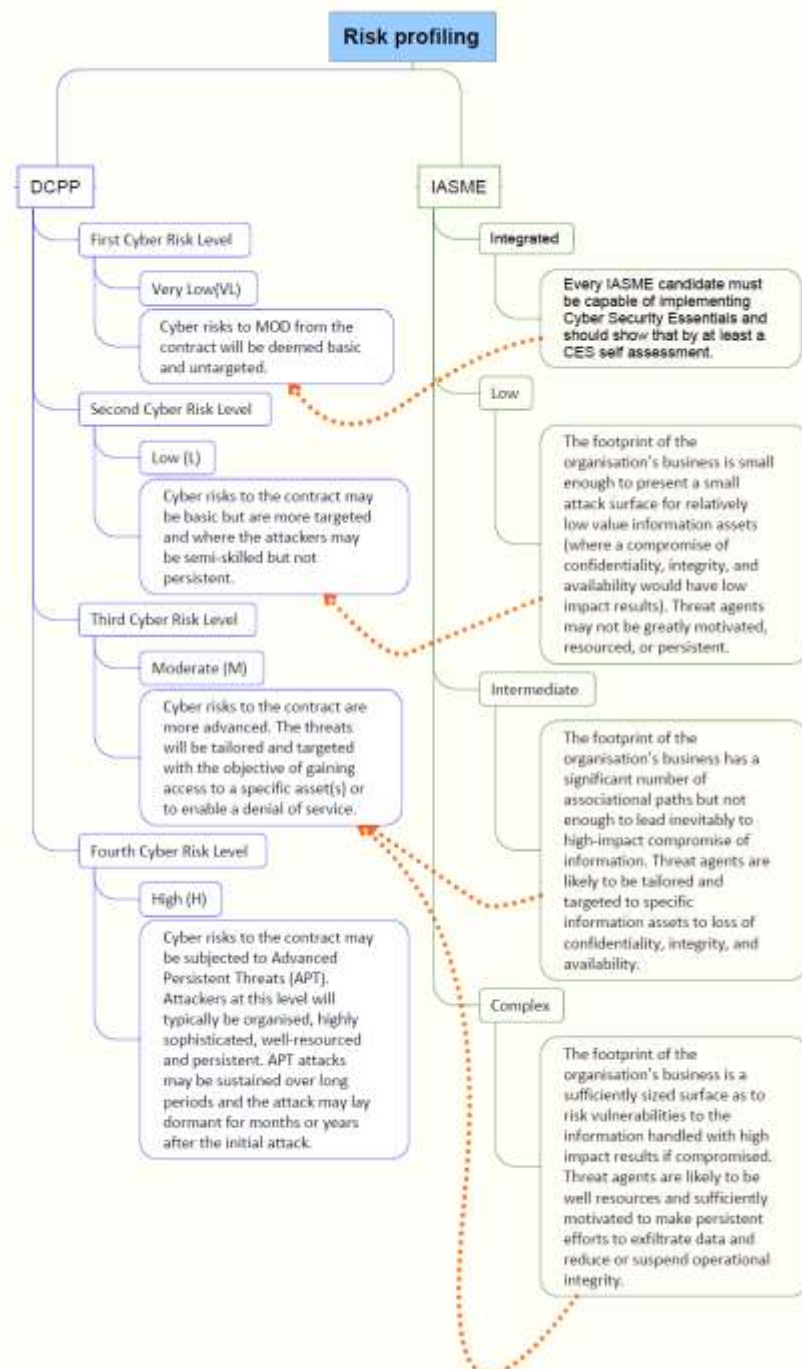 Risk profiling
DCPP
First Cyber Risk Level
Very Low(VL)
Cyber risks to MOD from the
contract will be deemed basic
and untargeted.
Second Cyber Risk Level
Low (L)
Cyber risks to the contract may
be basic but are more targeted
and where the attackers may
be semi-skilled but not
persistent.
Third Cyber Risk Level
Moderate (M)
Cyber risks to the contract are
more advanced. The threats
will be tailored and targeted
with the objective of gaining
access to a specific asset(s) or
to enable a denial of service.
Fourth Cyber Risk Level
High (H)
Cyber risks to the contract may
be subjected to Advanced
Persistent Threats (APT).
Attackers at this level will
typically be organised, highly
sophisticated, well-resourced
and persistent. APT attacks
may be sustained over long
periods and the attack may lay
dormant for months or years
after the initial attack.
IASME
Integrated
Every IASME candidate must
be capable of implementing
Cyber Security Essentials and
should show that by at least a
CES self assessment.
Low
The footprint of the
organisation's business is small
enough to present a small
attack surface for relatively
low value information assets
(where a compromise of
confidentiality, integrity, and
availability would have low
impact results). Threat agents
may not be greatly motivated,
resourced, or persistent.
Intermediate
The footprint of the
organisation's business has a
significant number of
associational paths but not
enough to lead inevitably to
high-impact compromise of
information. Threat agents are
likely to be tailored and
targeted to specific
information assets to loss of
confidentiality, integrity, and
availability.
Complex
The footprint of the
organisation's business is a
sufficiently sized surface as to
risk vulnerabilities to the
information handled with high
impact results if compromised.
Threat agents are likely to be
well resources and sufficiently
motivated to make persistent
efforts to exfiltrate data and
reduce or suspend operational
integrity.